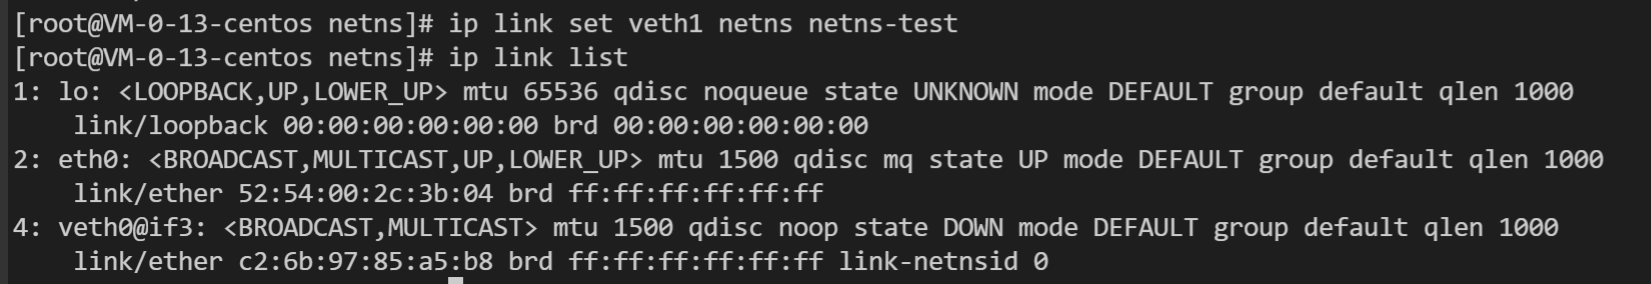 [root@VM-0-13-centos netns]# ip link set veth1 netns netns-test
[root@VM-0-13-centos netns]# ip link list
1: lo: <LOOPBACK,UP,LOWER_UP> mtu 65536 qdisc noqueue state UNKNOWN mode DEFAULT group default qlen 1000
    link/loopback 00:00:00:00:00:00 brd 00:00:00:00:00:00
2: eth0: <BROADCAST,MULTICAST,UP,LOWER_UP> mtu 1500 qdisc mq state UP mode DEFAULT group default qlen 1000
    link/ether 52:54:00:2c:3b:04 brd ff:ff:ff:ff:ff:ff
4: veth0@if3: <BROADCAST,MULTICAST> mtu 1500 qdisc noop state DOWN mode DEFAULT group default qlen 1000
    link/ether c2:6b:97:85:a5:b8 brd ff:ff:ff:ff:ff:ff link-netnsid 0